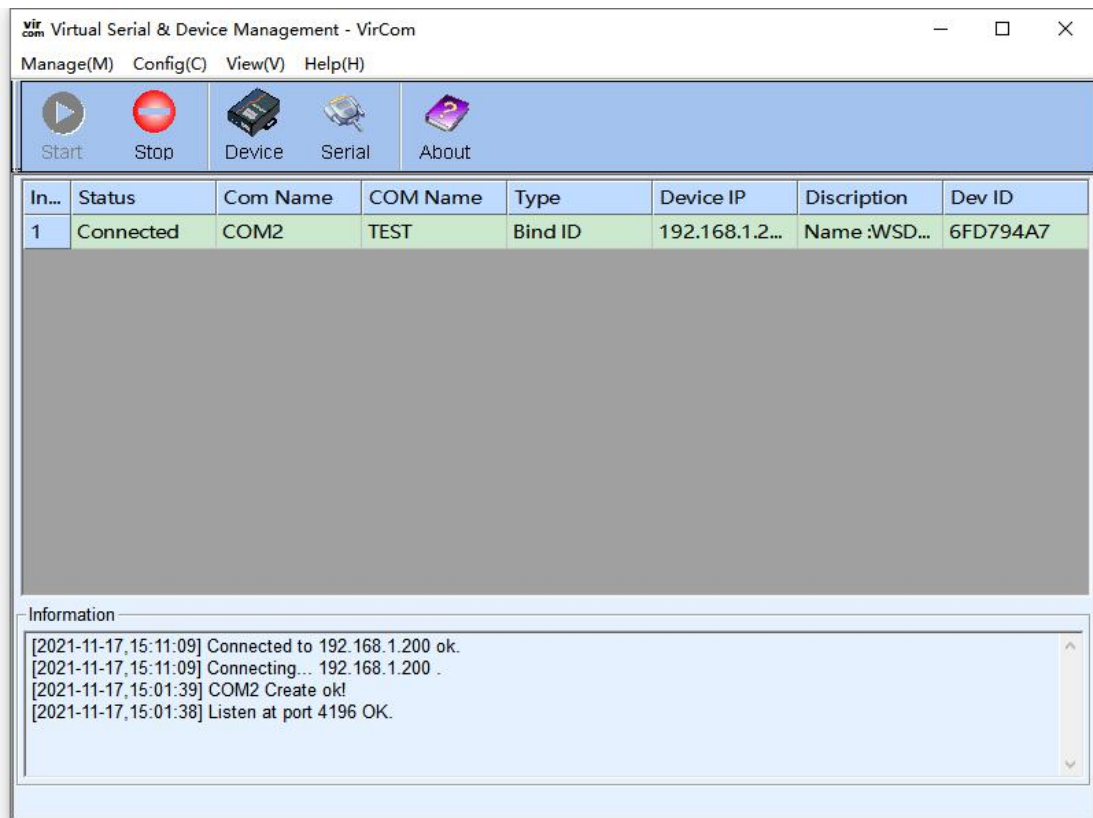 vir com Virtual Serial & Device Management - VirCom
Manage(M) Config(C) View(V) Help(H)
Start Stop Device Serial About
In... Status Com Name COM Name Type Device IP Discription Dev ID
1 Connected COM2 TEST Bind ID 192.168.1.2... Name :WSD... 6FD794A7
Information
[2021-11-17,15:11:09] Connected to 192.168.1.200 ok.
[2021-11-17,15:11:09] Connecting... 192.168.1.200 .
[2021-11-17,15:01:39] COM2 Create ok!
[2021-11-17,15:01:38] Listen at port 4196 OK.